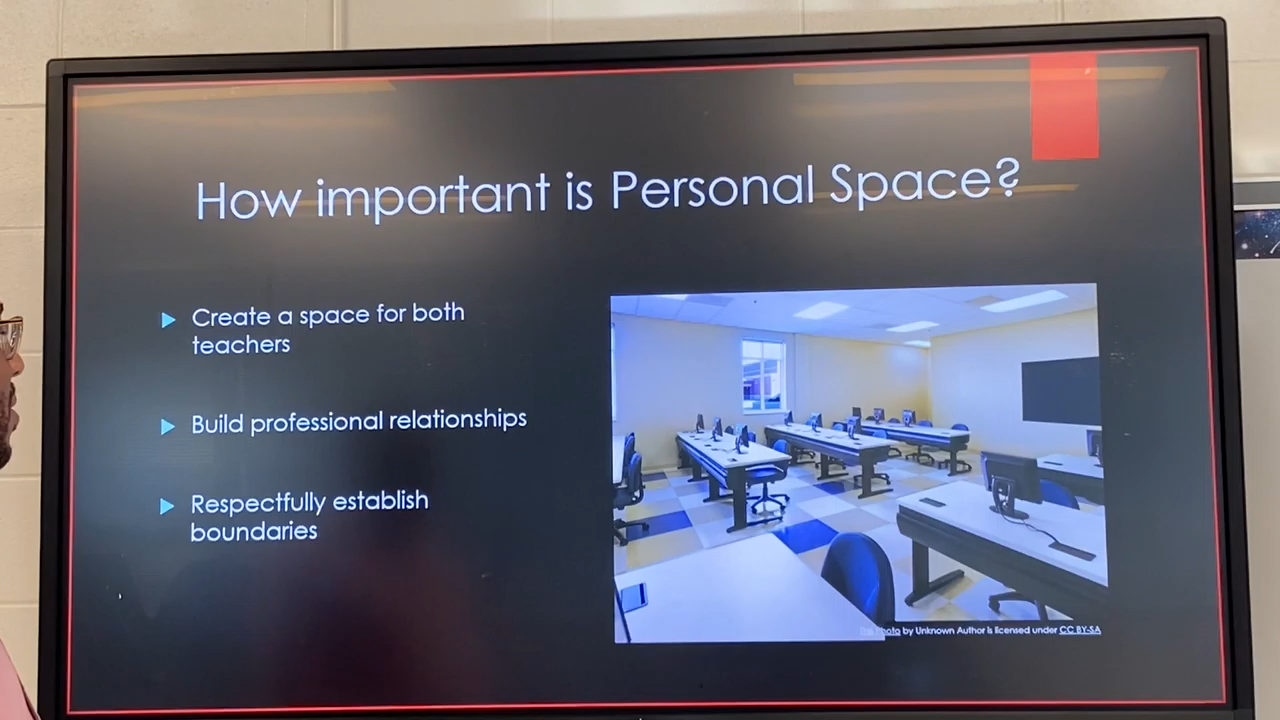 How important is Personal Space?
Create a space for both
teachers
Build professional relationships
Respectfully establish
boundaries
Photo by Unknown Author is licensed under CC BY-SA